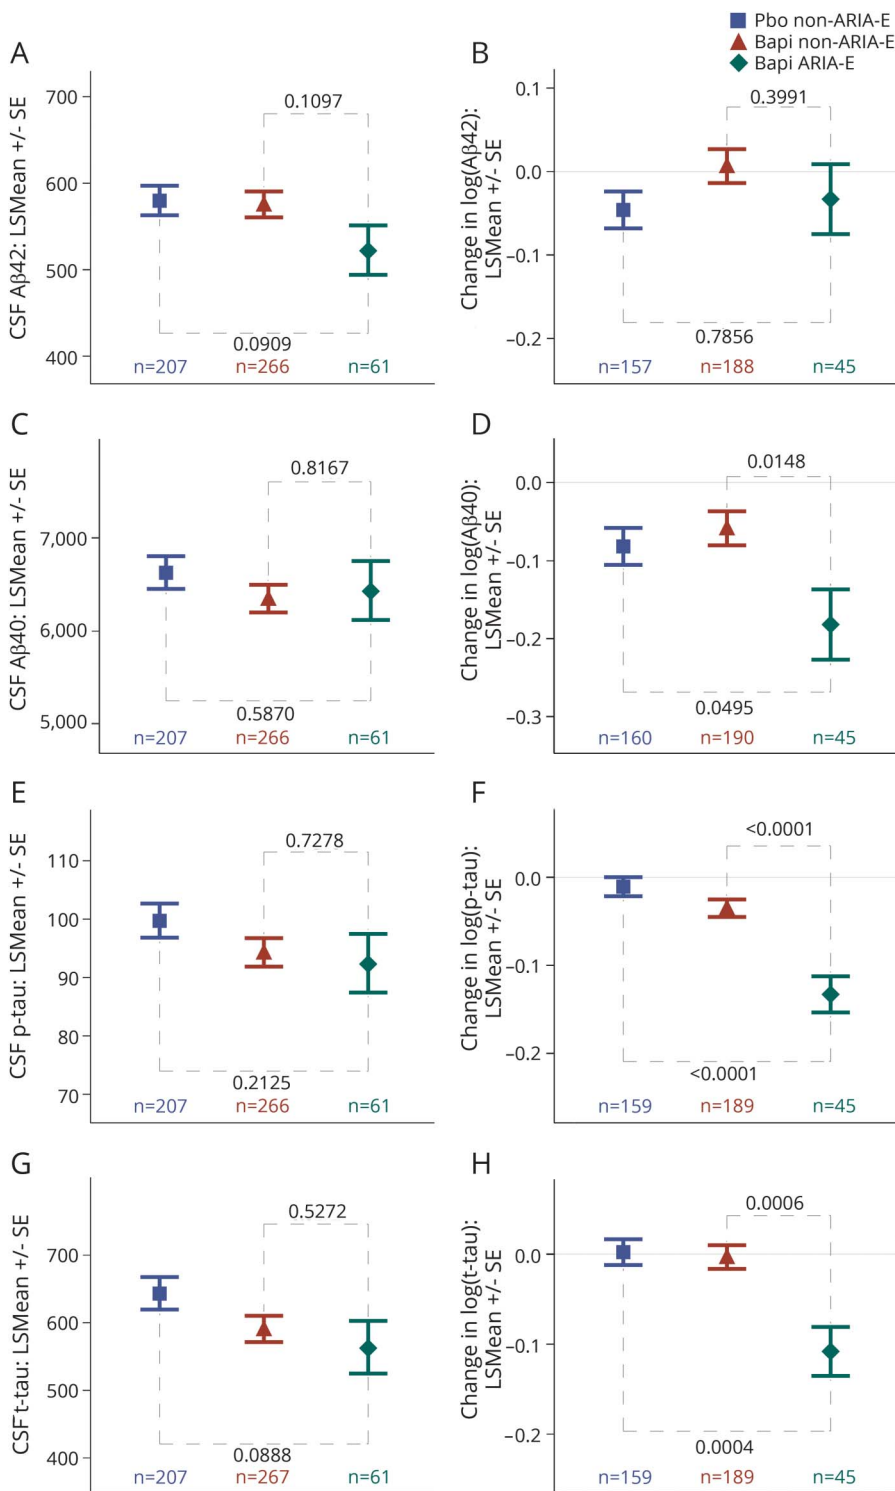 Pbo non-ARIA-E
Bapi non-ARIA-E
Bapi ARIA-E
A
CSF Aβ42: LSMean +/- SE
700
600
500
400
0.1097
0.0909
n=207 n=266 n=61
B
Change in log(Aβ42):
LSMean +/- SE
0.1
0.0
−0.1
−0.2
0.3991
0.7856
n=157 n=188 n=45
C
CSF Aβ40: LSMean +/- SE
7,000
6,000
5,000
0.8167
0.5870
n=207 n=266 n=61
D
Change in log(Aβ40):
LSMean +/- SE
0.0
−0.1
−0.2
−0.3
0.0148
0.0495
n=160 n=190 n=45
E
CSF p-tau: LSMean +/- SE
110
100
90
80
70
0.7278
0.2125
n=207 n=266 n=61
F
Change in log(p-tau):
LSMean +/- SE
0.0
−0.1
−0.2
<0.0001
<0.0001
n=159 n=189 n=45
G
CSF t-tau: LSMean +/- SE
700
600
500
400
0.5272
0.0888
n=207 n=267 n=61
H
Change in log(t-tau):
LSMean +/- SE
0.0
−0.1
−0.2
0.0006
0.0004
n=159 n=189 n=45